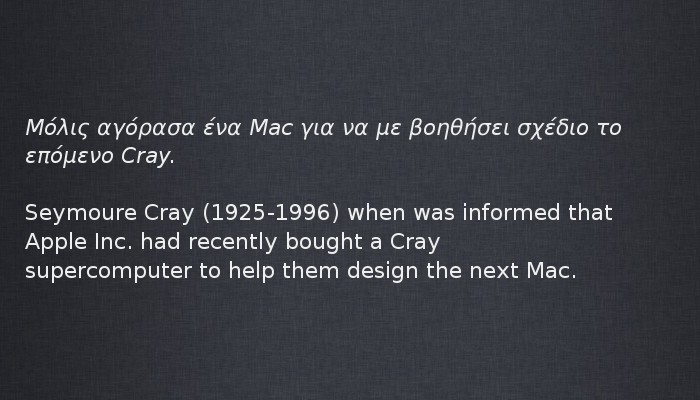 Μόλις αγόρασα ένα Mac για να με βοηθήσει σχέδιο το
επόμενο Cray.
Seymoure Cray (1925-1996) when was informed that
Apple Inc. had recently bought a Cray
supercomputer to help them design the next Mac.